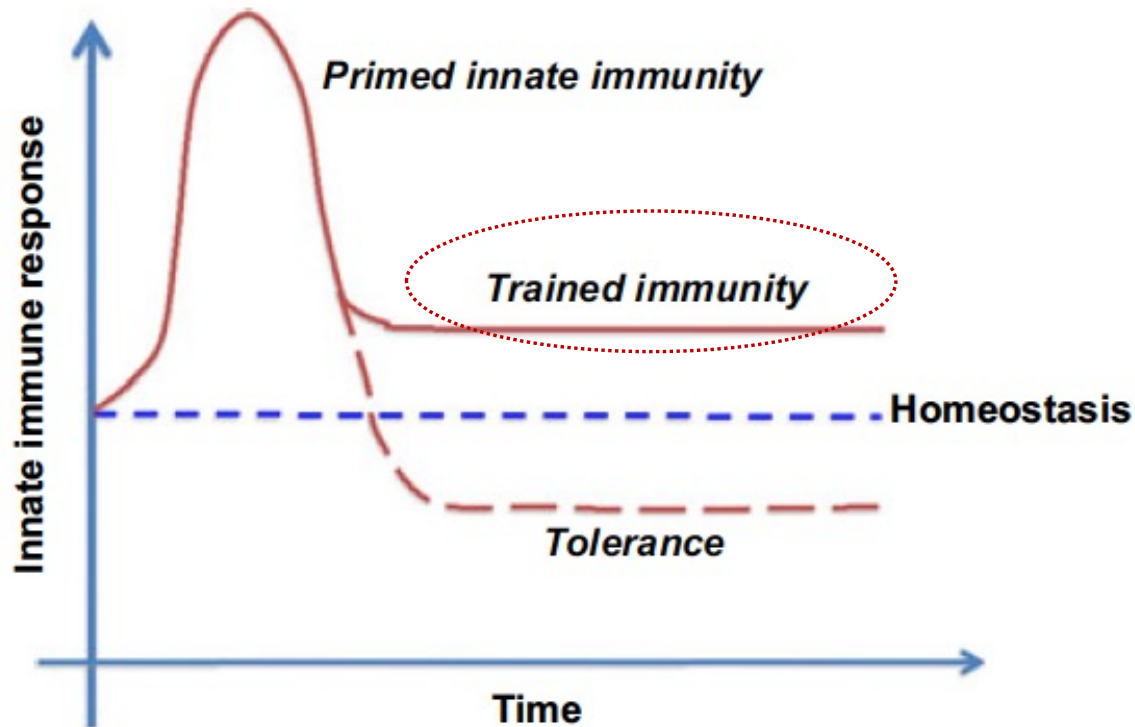 Primed innate immunity
Innate immune response
Trained immunity
Homeostasis
Tolerance
Time